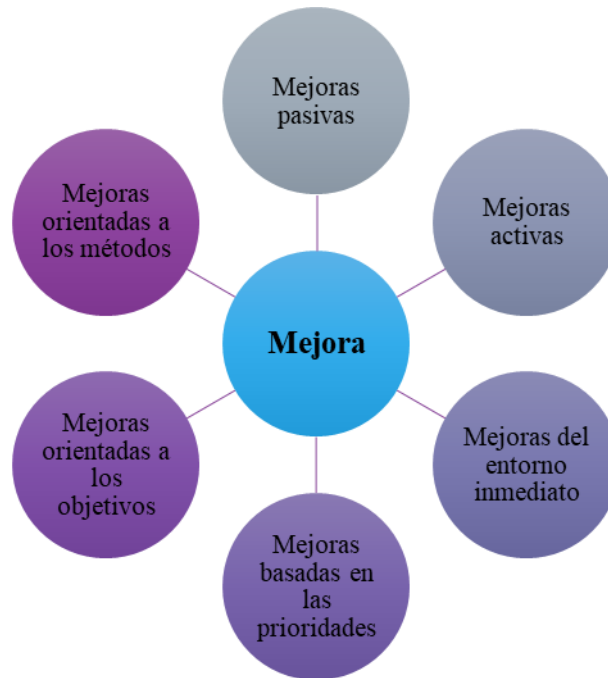 Mejoras
pasivas
Mejoras
activas
Mejoras del
entorno
inmediato
Mejoras
basadas en
las
prioridades
Mejoras
orientadas a
los
objetivos
Mejoras
orientadas a
los métodos
Mejora